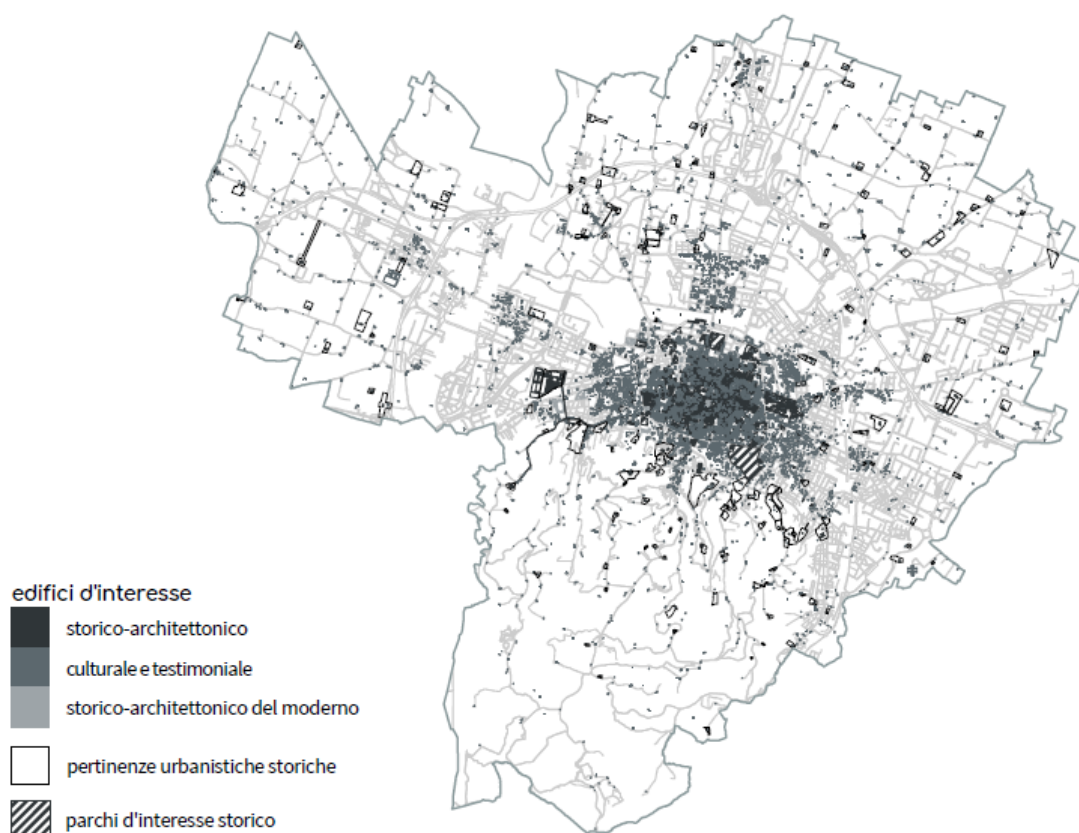 edifici d'interesse
storico-architettonico
culturale e testimoniale
storico-architettonico del moderno
pertinenze urbanistiche storiche
parchi d'interesse storico